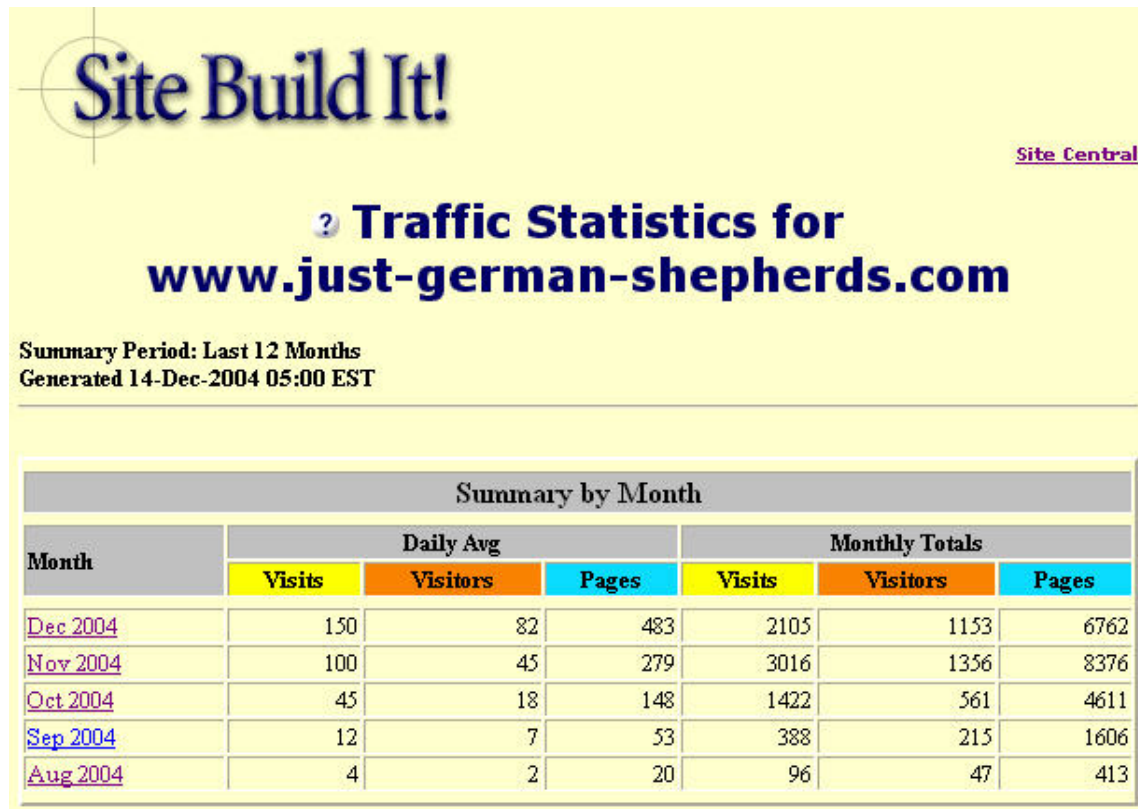 Site Build It!
Site Central
? Traffic Statistics for
www.just-german-shepherds.com
Summary Period: Last 12 Months
Generated 14-Dec-2004 05:00 EST
Summary by Month
Month Daily Avg Monthly Totals
Visits Visitors Pages Visits Visitors Pages
Dec 2004 150 82 483 2105 1153 6762
Nov 2004 100 45 279 3016 1356 8376
Oct 2004 45 18 148 1422 561 4611
Sep 2004 12 7 53 388 215 1606
Aug 2004 4 2 20 96 47 413